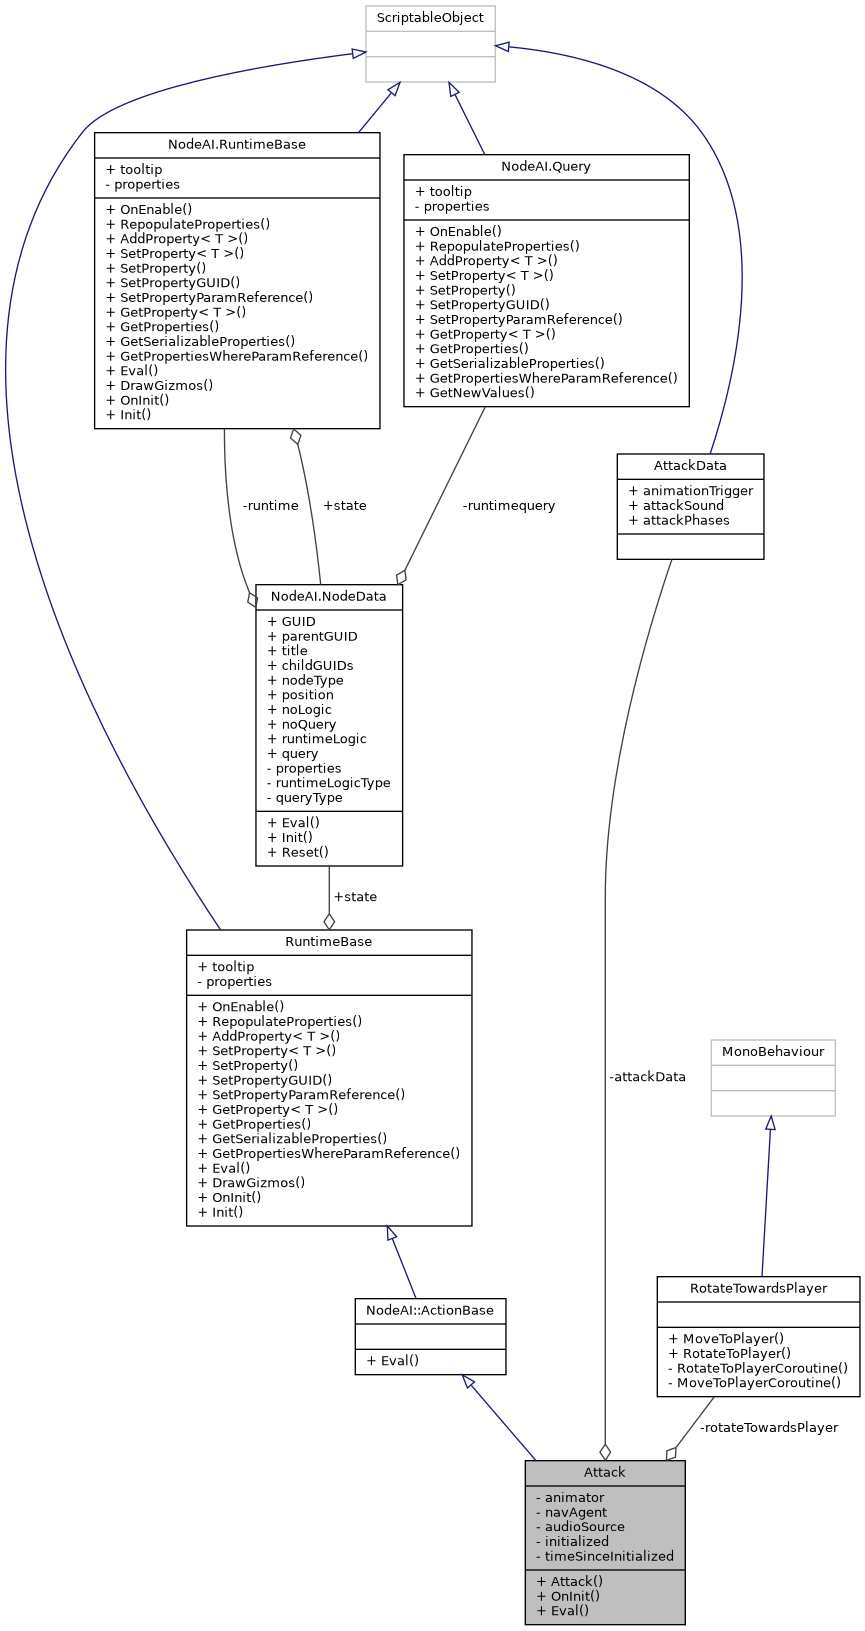 ScriptableObject
NodeAI.RuntimeBase
+ tooltip
- properties
+ OnEnable()
+ RepopulateProperties()
+ AddProperty< T >()
+ SetProperty< T >()
+ SetProperty()
+ SetPropertyGUID()
+ SetPropertyParamReference()
+ GetProperty< T >()
+ GetProperties()
+ GetSerializableProperties()
+ GetPropertiesWhereParamReference()
+ Eval()
+ DrawGizmos()
+ OnInit()
+ Init()
NodeAI.Query
+ tooltip
- properties
+ OnEnable()
+ RepopulateProperties()
+ AddProperty< T >()
+ SetProperty< T >()
+ SetProperty()
+ SetPropertyGUID()
+ SetPropertyParamReference()
+ GetProperty< T >()
+ GetProperties()
+ GetSerializableProperties()
+ GetPropertiesWhereParamReference()
+ GetNewValues()
AttackData
+ animationTrigger
+ attackSound
+ attackPhases
-runtime
+state
-runtimequery
NodeAI.NodeData
+ GUID
+ parentGUID
+ title
+ childGUIDs
+ nodeType
+ position
+ noLogic
+ noQuery
+ runtimeLogic
+ query
- properties
- runtimeLogicType
- queryType
+ Eval()
+ Init()
+ Reset()
+state
RuntimeBase
+ tooltip
- properties
+ OnEnable()
+ RepopulateProperties()
+ AddProperty< T >()
+ SetProperty< T >()
+ SetProperty()
+ SetPropertyGUID()
+ SetPropertyParamReference()
+ GetProperty< T >()
+ GetProperties()
+ GetSerializableProperties()
+ GetPropertiesWhereParamReference()
+ Eval()
+ DrawGizmos()
+ OnInit()
+ Init()
-attackData
MonoBehaviour
NodeAI::ActionBase
+ Eval()
RotateTowardsPlayer
+ MoveToPlayer()
+ RotateToPlayer()
- RotateToPlayerCoroutine()
- MoveToPlayerCoroutine()
-rotateTowardsPlayer
Attack
- animator
- navAgent
- audioSource
- initialized
- timeSinceInitialized
+ Attack()
+ OnInit()
+ Eval()